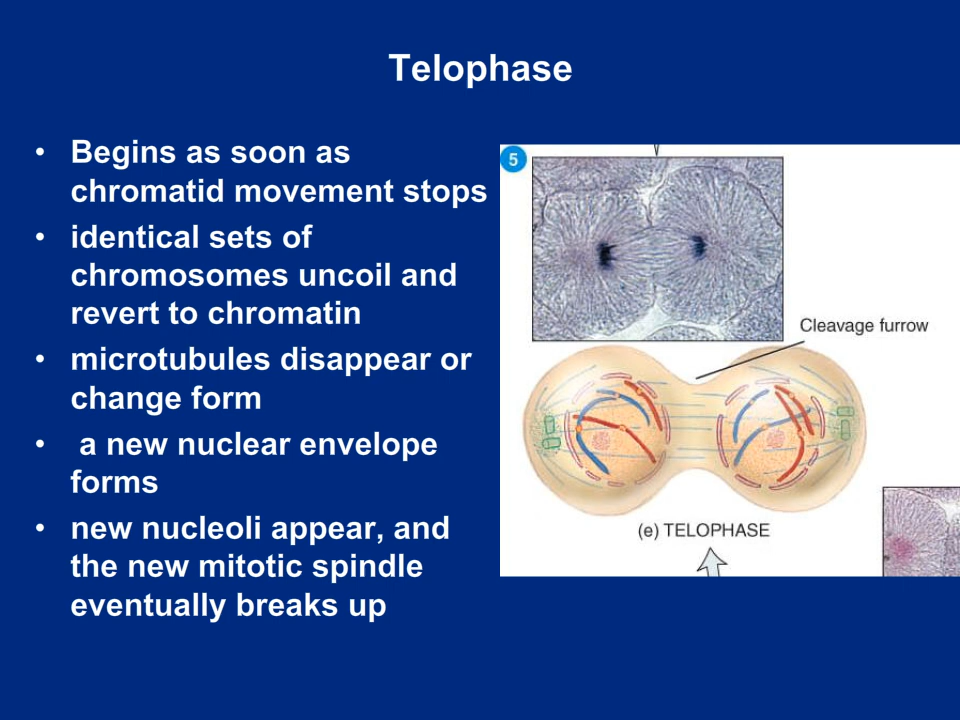 Telophase
• Begins as soon as
chromatid movement stops
• identical sets of
chromosomes uncoil and
revert to chromatin
• microtubules disappear or
change form
• a new nuclear envelope
forms
• new nucleoli appear, and
the new mitotic spindle
eventually breaks up
5
Cleavage furrow
(e) TELOPHASE